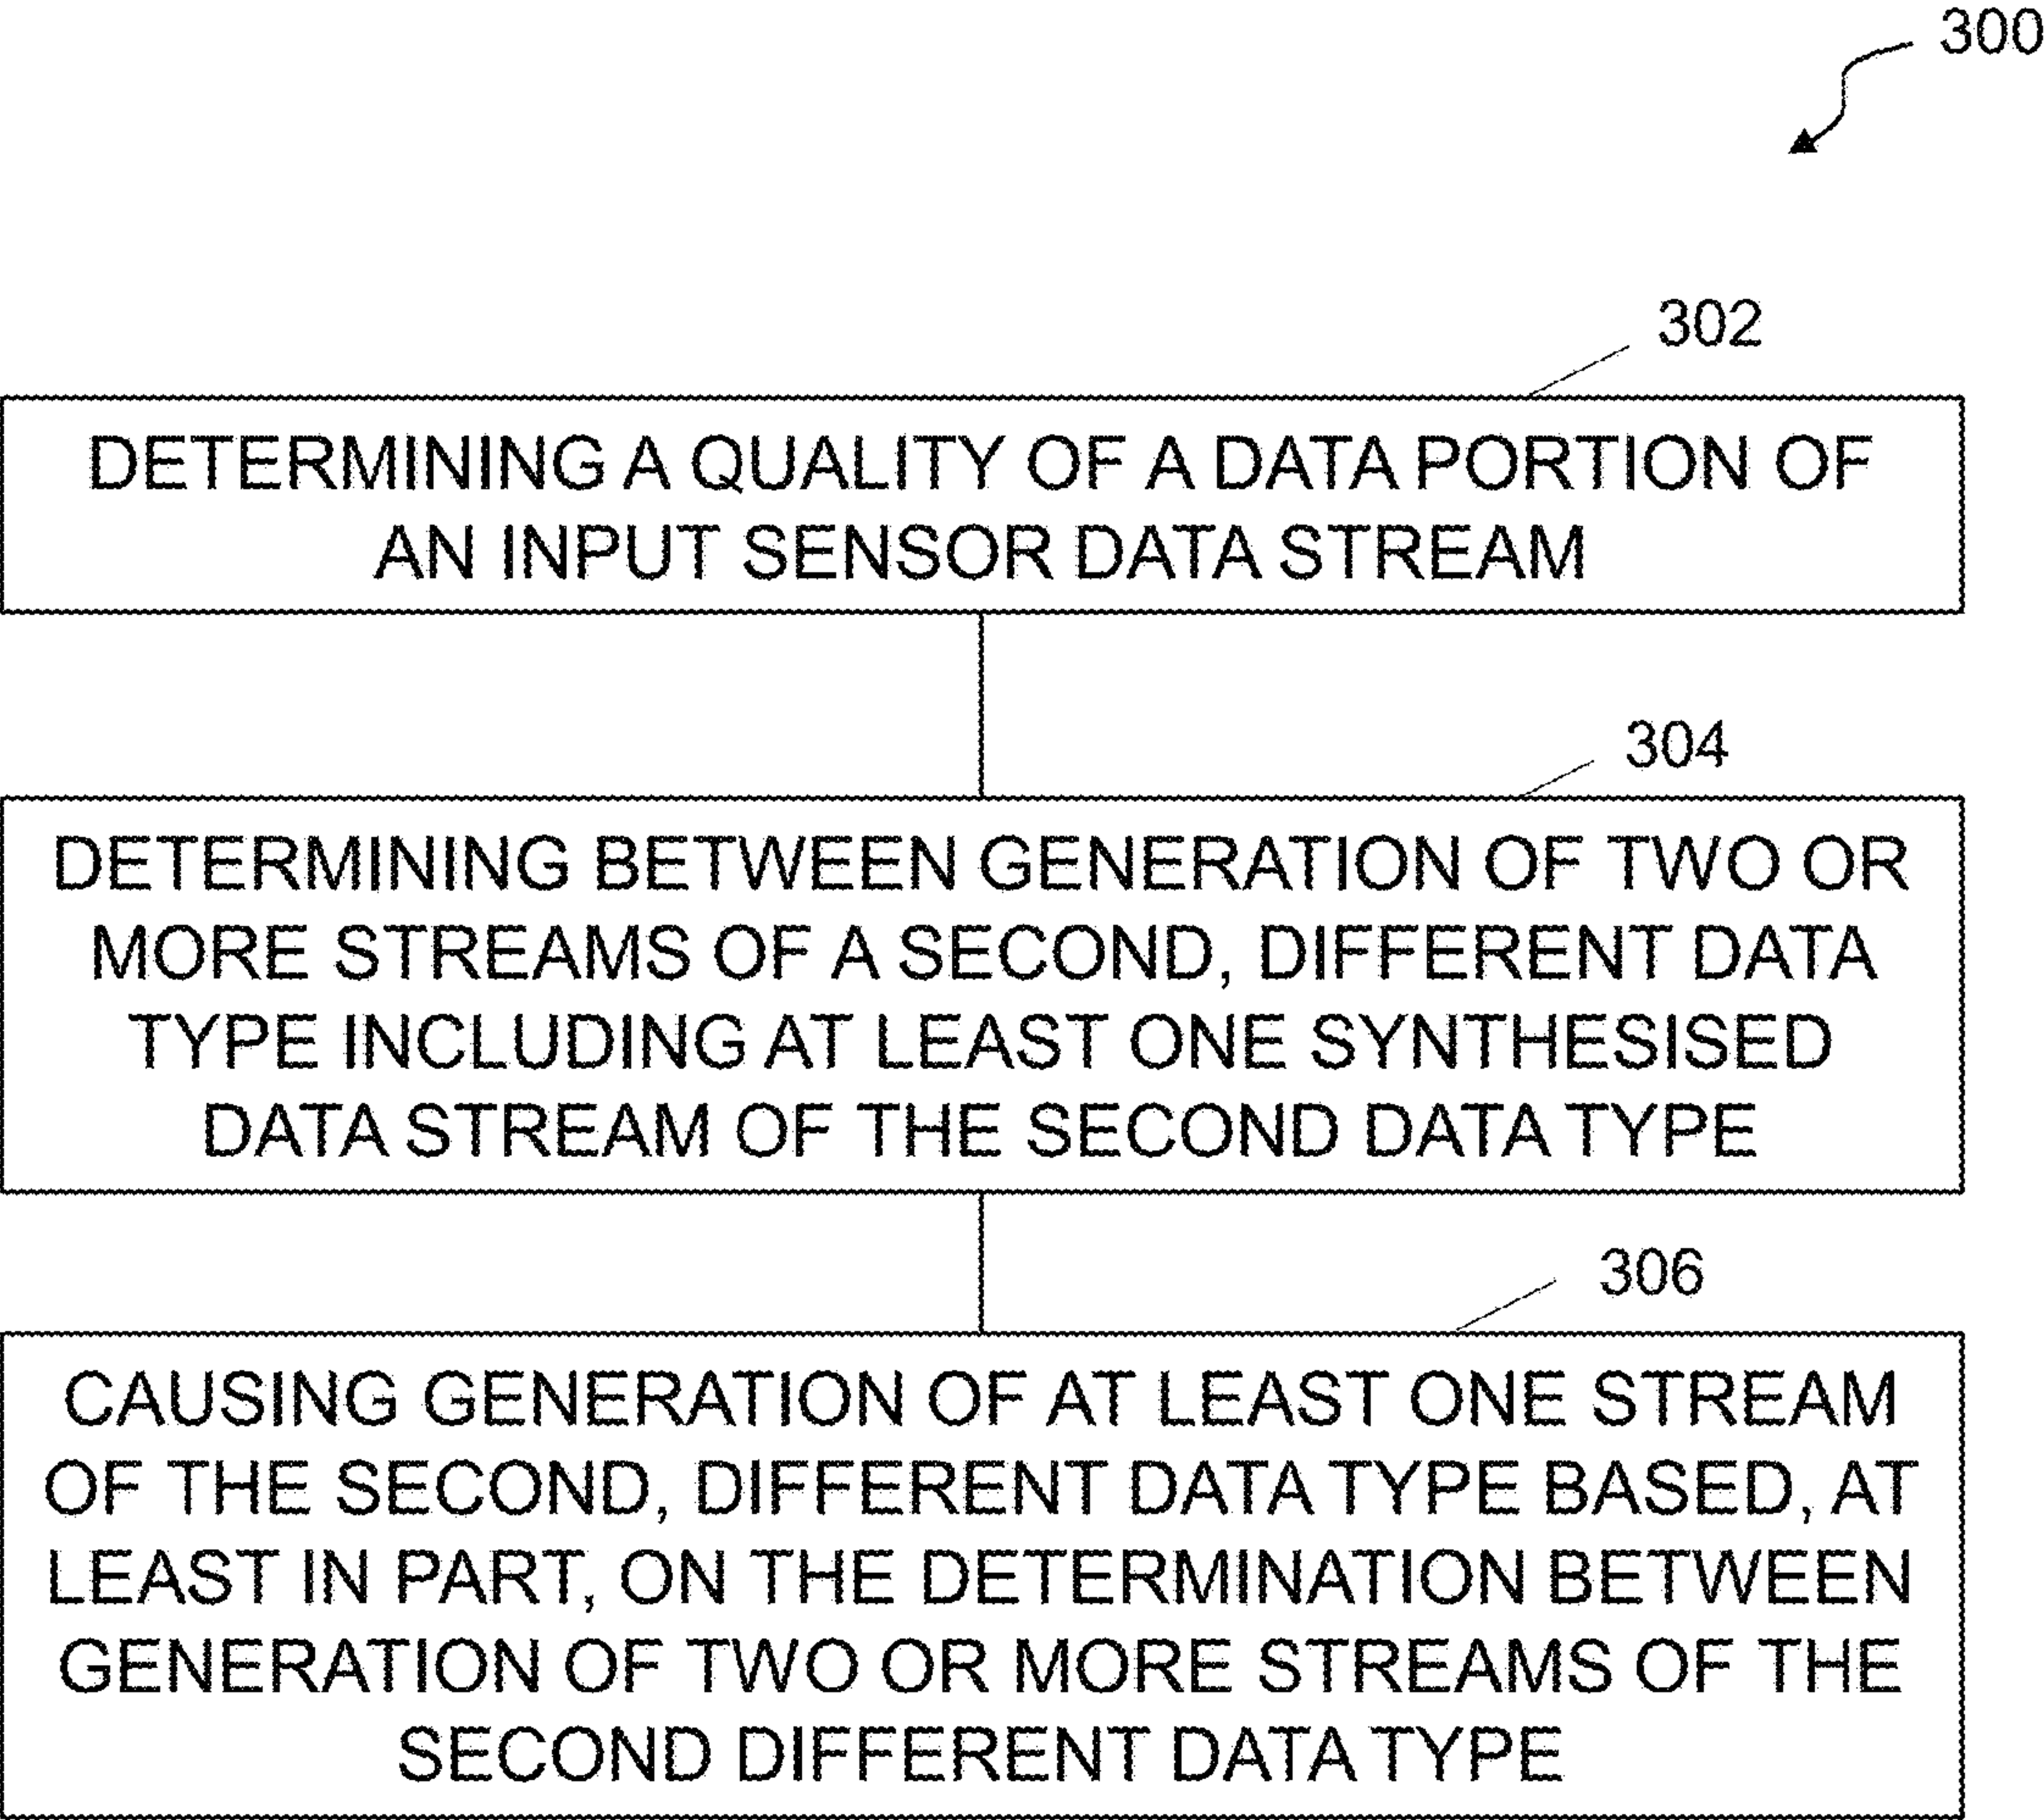 300
302
DETERMINING A QUALITY OF A DATA PORTION OF
AN INPUT SENSOR DATA STREAM
304
DETERMINING BETWEEN GENERATION OF TWO OR
MORE STREAMS OF A SECOND, DIFFERENT DATA
TYPE INCLUDING AT LEAST ONE SYNTHESISED
DATA STREAM OF THE SECOND DATA TYPE
306
CAUSING GENERATION OF AT LEAST ONE STREAM
OF THE SECOND, DIFFERENT DATA TYPE BASED, AT
LEAST IN PART, ON THE DETERMINATION BETWEEN
GENERATION OF TWO OR MORE STREAMS OF THE
SECOND DIFFERENT DATA TYPE